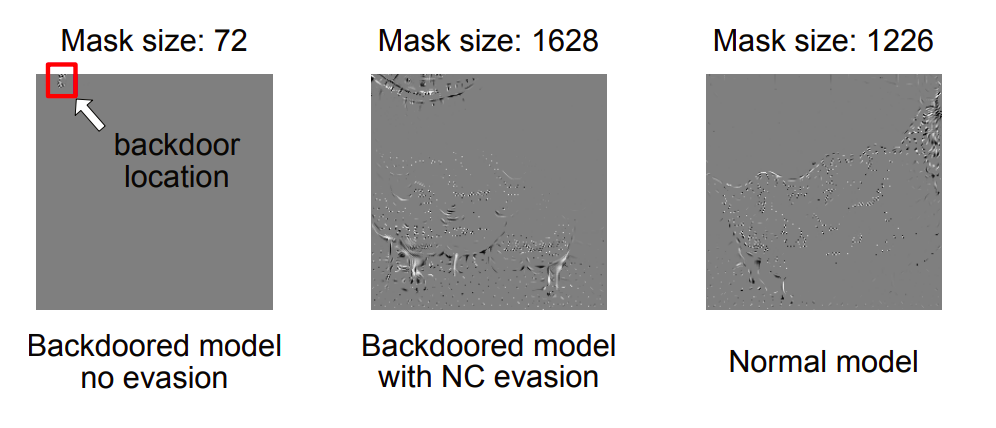 Mask size: 72
Mask size: 1628
Mask size: 1226
backdoor
location
Backdoored model
no evasion
Backdoored model
with NC evasion
Normal model